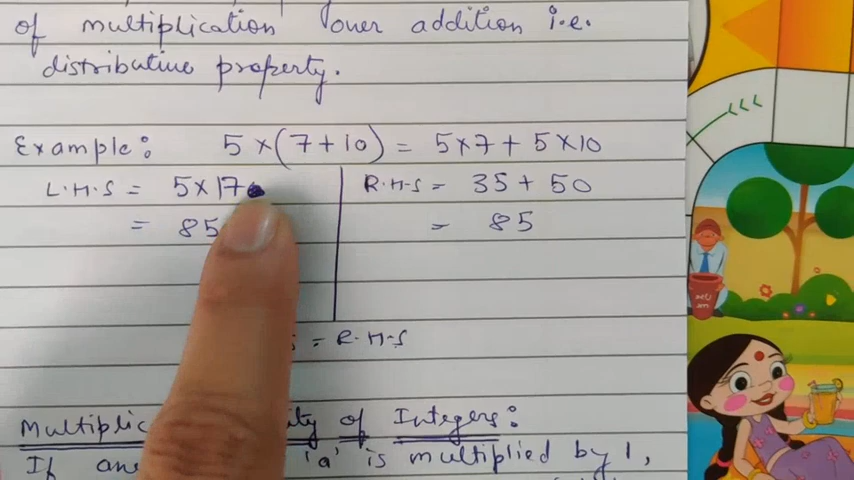 of multiplication over addition i.e.
distributive property.
Example: 5 × (7 + 10) = 5×7 + 5×10
L.H.S = 5×17
R.H.S = 35 + 50
= 85
= 85
= R.H.S
of Integers:
If 'a' is multiplied by 1,